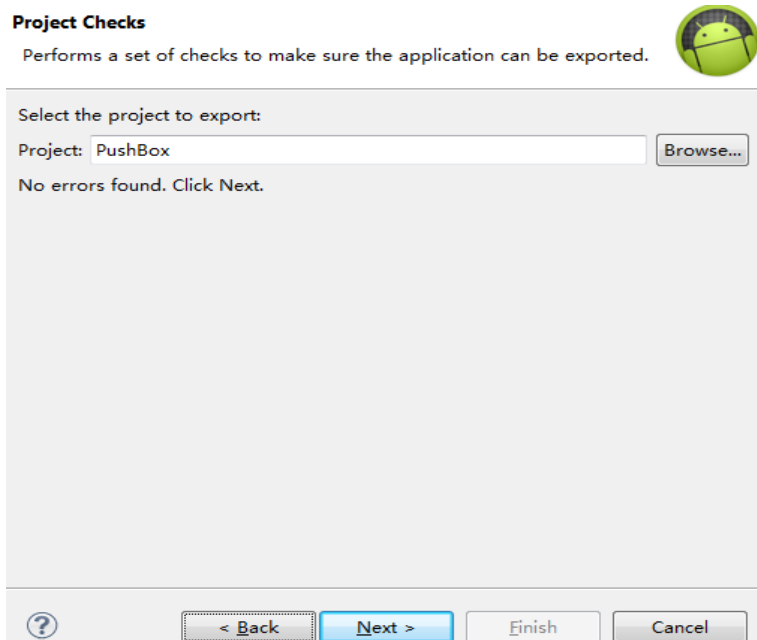 Project Checks
Performs a set of checks to make sure the application can be exported.
Select the project to export:
Project: PushBox Browse...
No errors found. Click Next.
? < Back Next > Finish Cancel